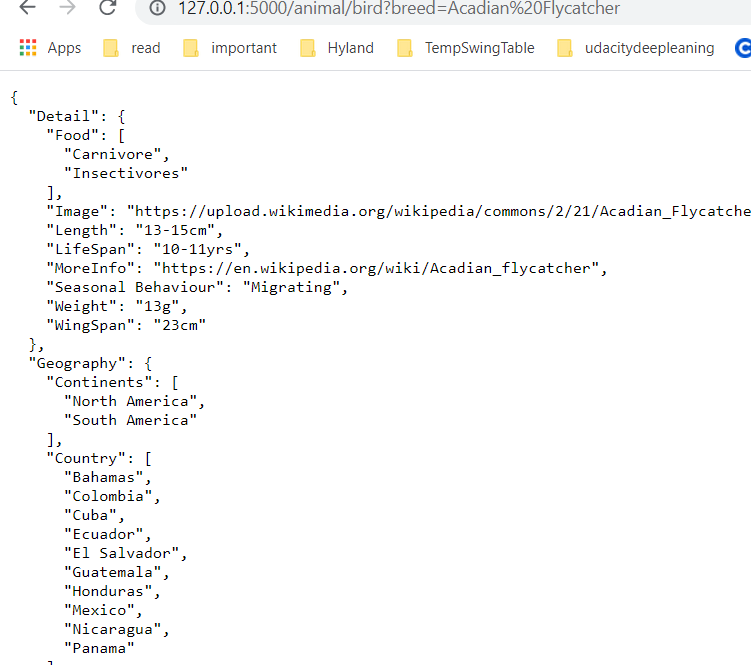 127.0.0.1:5000/animal/bird?breed=Acadian%20Flycatcher
Apps read important Hyland TempSwingTable udacitydeepleaning
{
"Detail": {
"Food": [
"Carnivore",
"Insectivores"
],
"Image": "https://upload.wikimedia.org/wikipedia/commons/2/21/Acadian_Flycatche
"Length": "13-15cm",
"LifeSpan": "10-11yrs",
"MoreInfo": "https://en.wikipedia.org/wiki/Acadian_flycatcher",
"Seasonal Behaviour": "Migrating",
"Weight": "13g",
"WingSpan": "23cm"
},
"Geography": {
"Continents": [
"North America",
"South America"
],
"Country": [
"Bahamas",
"Colombia",
"Cuba",
"Ecuador",
"El Salvador",
"Guatemala",
"Honduras",
"Mexico",
"Nicaragua",
"Panama"